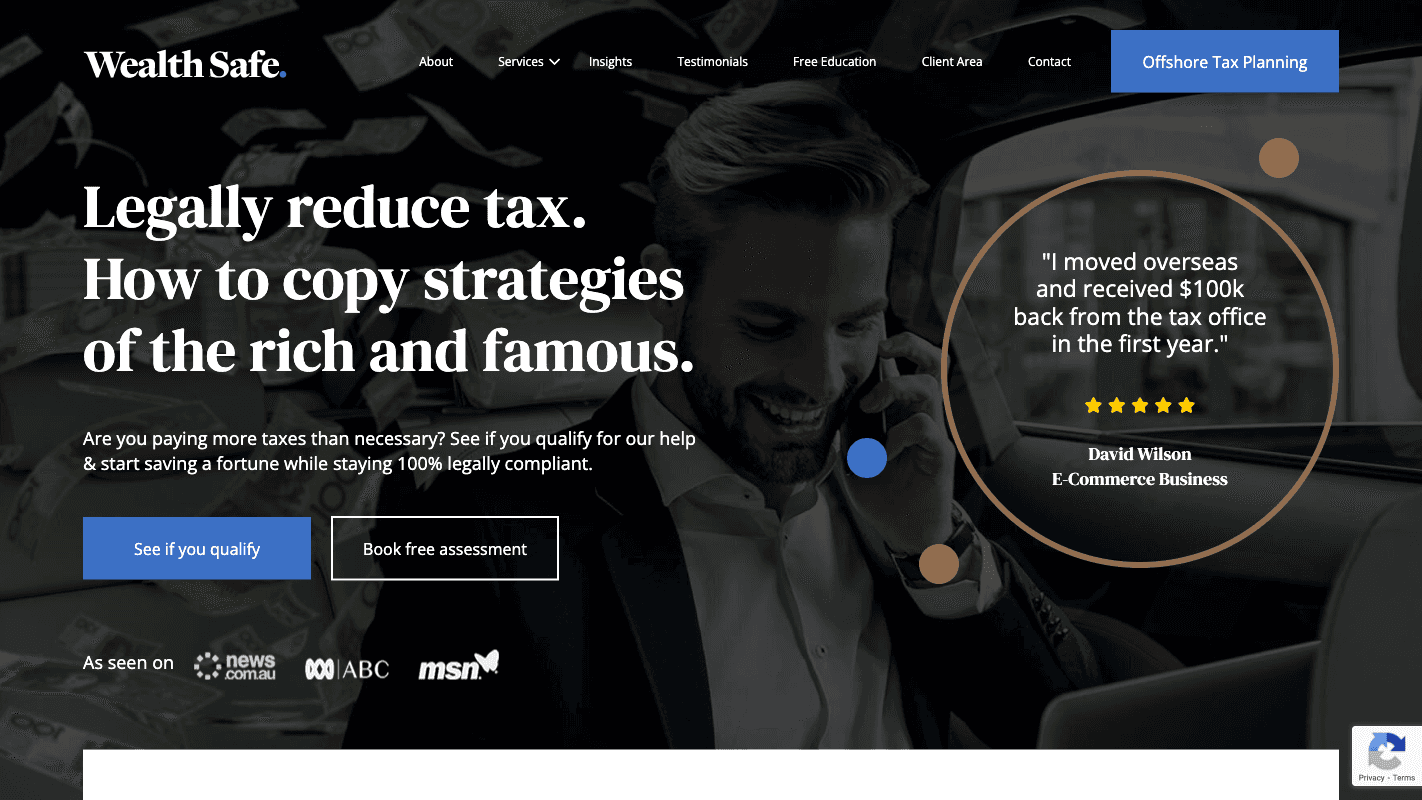 Wealth Safe.
About
Services
Insights
Testimonials
Free Education
Client Area
Contact
Offshore Tax Planning
Legally reduce tax.
How to copy strategies
of the rich and famous.
"I moved overseas
and received $100k
back from the tax office
in the first year."
David Wilson
E-Commerce Business
Are you paying more taxes than necessary? See if you qualify for our help
& start saving a fortune while staying 100% legally compliant.
See if you qualify
Book free assessment
As seen on
news
.com.au
ABC
msn
Privacy - Terms